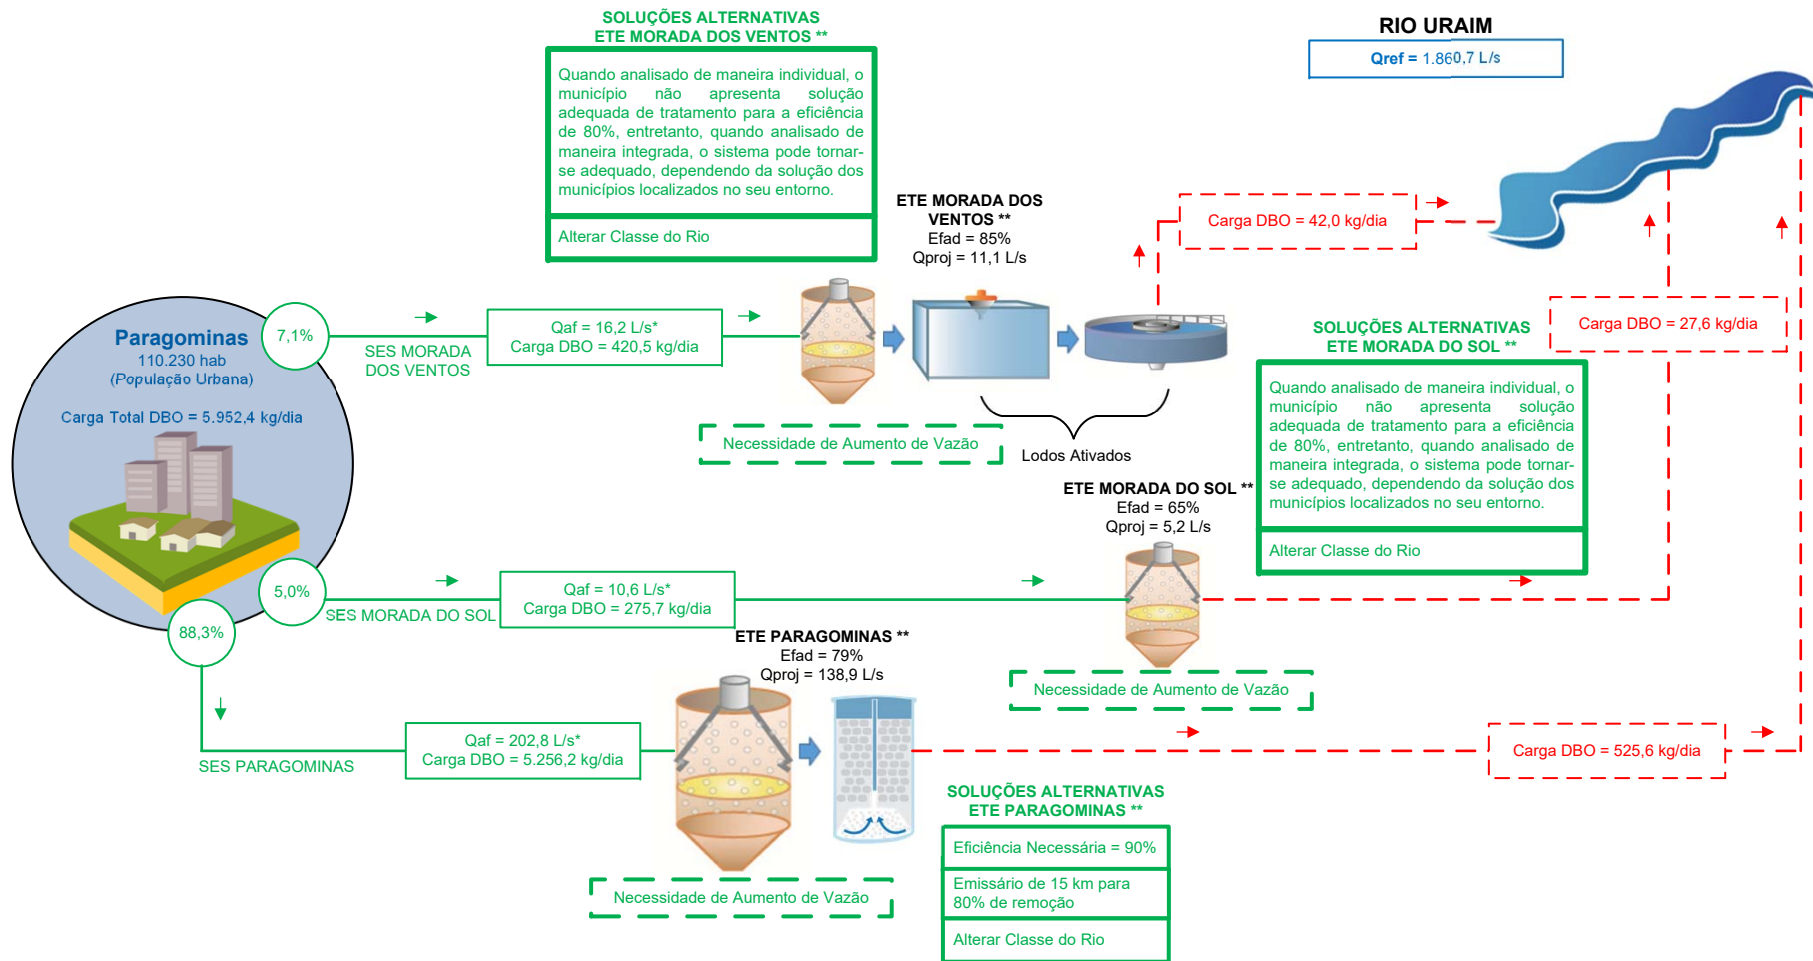 SOLUÇÕES ALTERNATIVAS
ETE MORADA DOS VENTOS **
Quando analisado de maneira individual, o
município não apresenta solução
adequada de tratamento para a eficiência
de 80%, entretanto, quando analisado de
maneira integrada, o sistema pode tornar-
se adequado, dependendo da solução dos
municípios localizados no seu entorno.
Alterar Classe do Rio
RIO URAIM
Qref = 1.860,7 L/s
ETE MORADA DOS
VENTOS **
Efad = 85%
Qproj = 11,1 L/s
Carga DBO = 42,0 kg/dia
Carga DBO = 27,6 kg/dia
Paragominas
110.230 hab
(População Urbana)
Carga Total DBO = 5.952,4 kg/dia
7,1%
SES MORADA
DOS VENTOS
Qaf = 16,2 L/s*
Carga DBO = 420,5 kg/dia
Necessidade de Aumento de Vazão
Lodos Ativados
SOLUÇÕES ALTERNATIVAS
ETE MORADA DO SOL **
Quando analisado de maneira individual, o
município não apresenta solução
adequada de tratamento para a eficiência
de 80%, entretanto, quando analisado de
maneira integrada, o sistema pode tornar-
se adequado, dependendo da solução dos
municípios localizados no seu entorno.
Alterar Classe do Rio
ETE MORADA DO SOL **
Efad = 65%
Qproj = 5,2 L/s
5,0%
SES MORADA DO SOL
Qaf = 10,6 L/s*
Carga DBO = 275,7 kg/dia
Necessidade de Aumento de Vazão
88,3%
SES PARAGOMINAS
Qaf = 202,8 L/s*
Carga DBO = 5.256,2 kg/dia
ETE PARAGOMINAS **
Efad = 79%
Qproj = 138,9 L/s
Necessidade de Aumento de Vazão
Carga DBO = 525,6 kg/dia
SOLUÇÕES ALTERNATIVAS
ETE PARAGOMINAS **
Eficiência Necessária = 90%
Emissário de 15 km para
80% de remoção
Alterar Classe do Rio